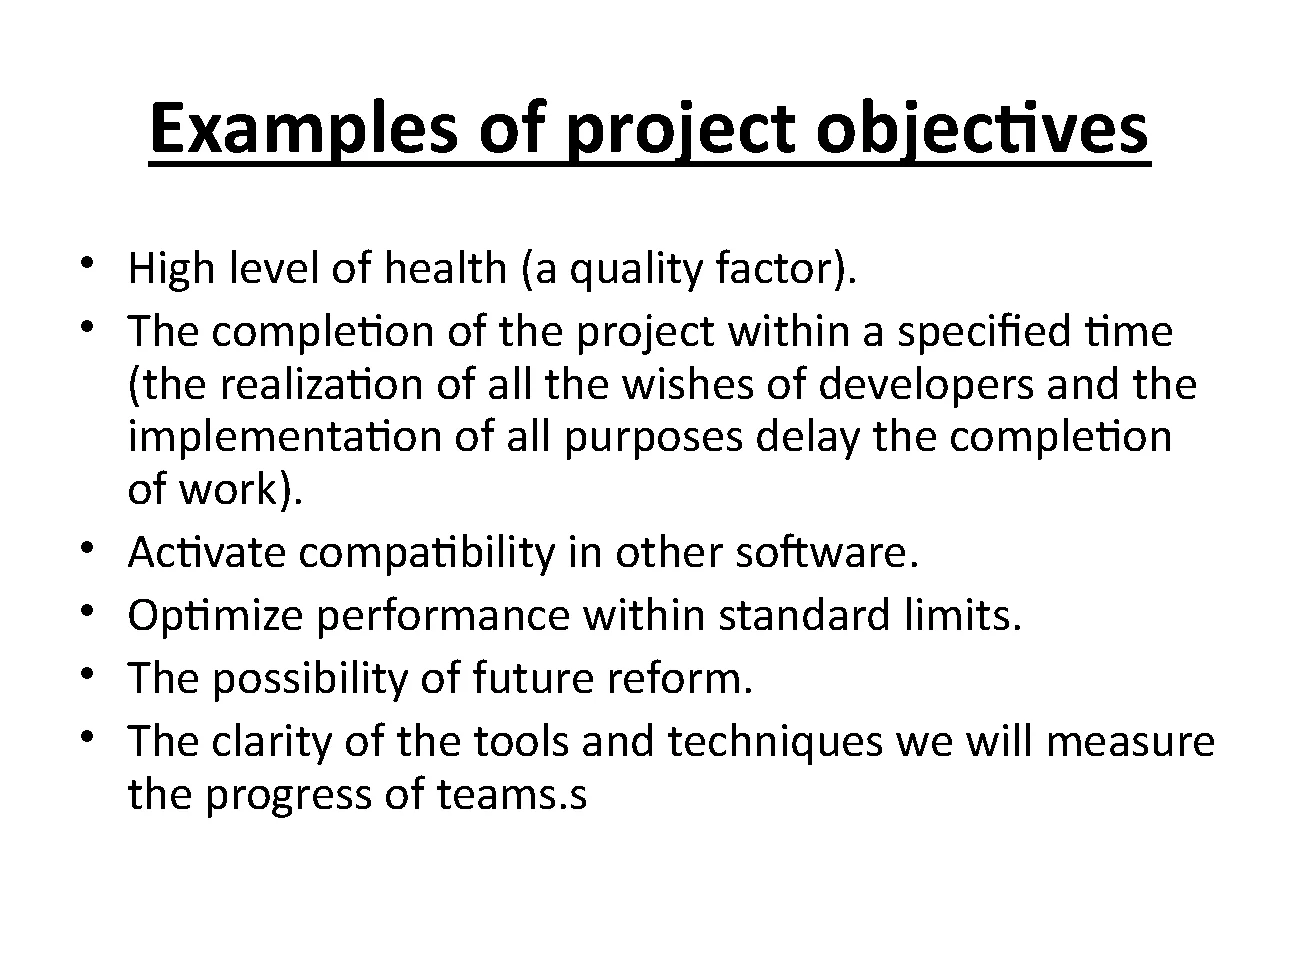 Examples of project objectives
• High level of health (a quality factor).
• The completion of the project within a specified time
(the realization of all the wishes of developers and the
implementation of all purposes delay the completion
of work).
• Activate compatibility in other software.
• Optimize performance within standard limits.
• The possibility of future reform.
• The clarity of the tools and techniques we will measure
the progress of teams.s